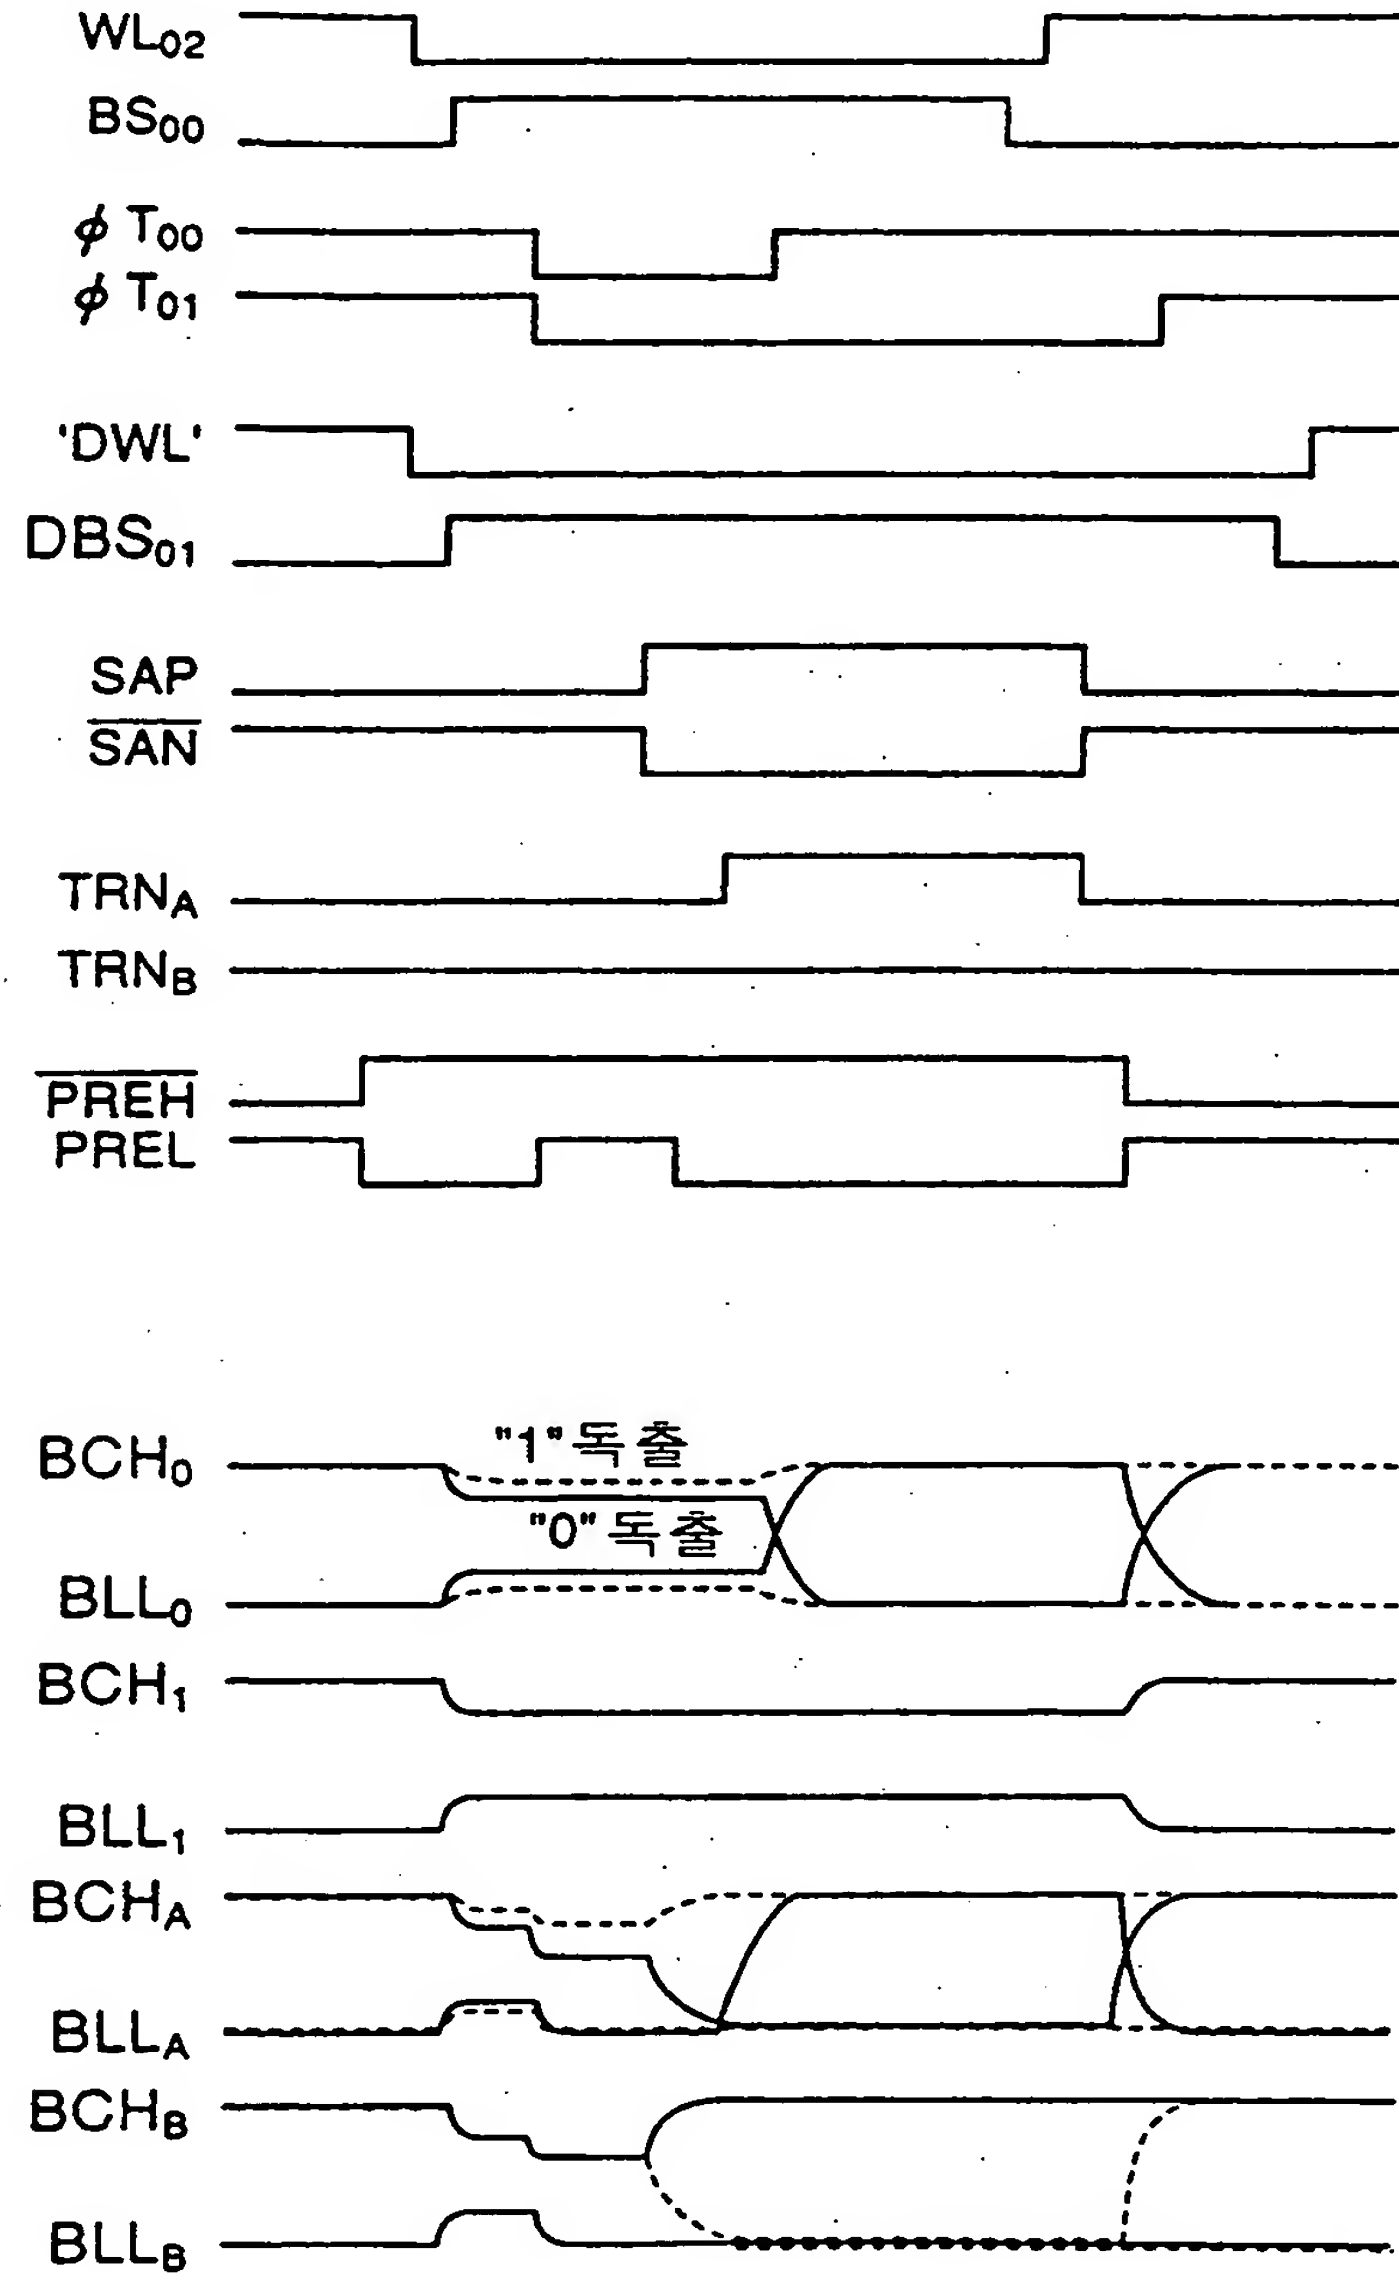 WL02
BS00
ϕ T00
ϕ T01
'DWL'
DBS01
SAP
SAN
TRNA
TRNB
PREH
PREL
"1" 독출
BCH0
"0" 독출
BLL0
BCH1
BLL1
BCHA
BLLA
BCHB
BLLB